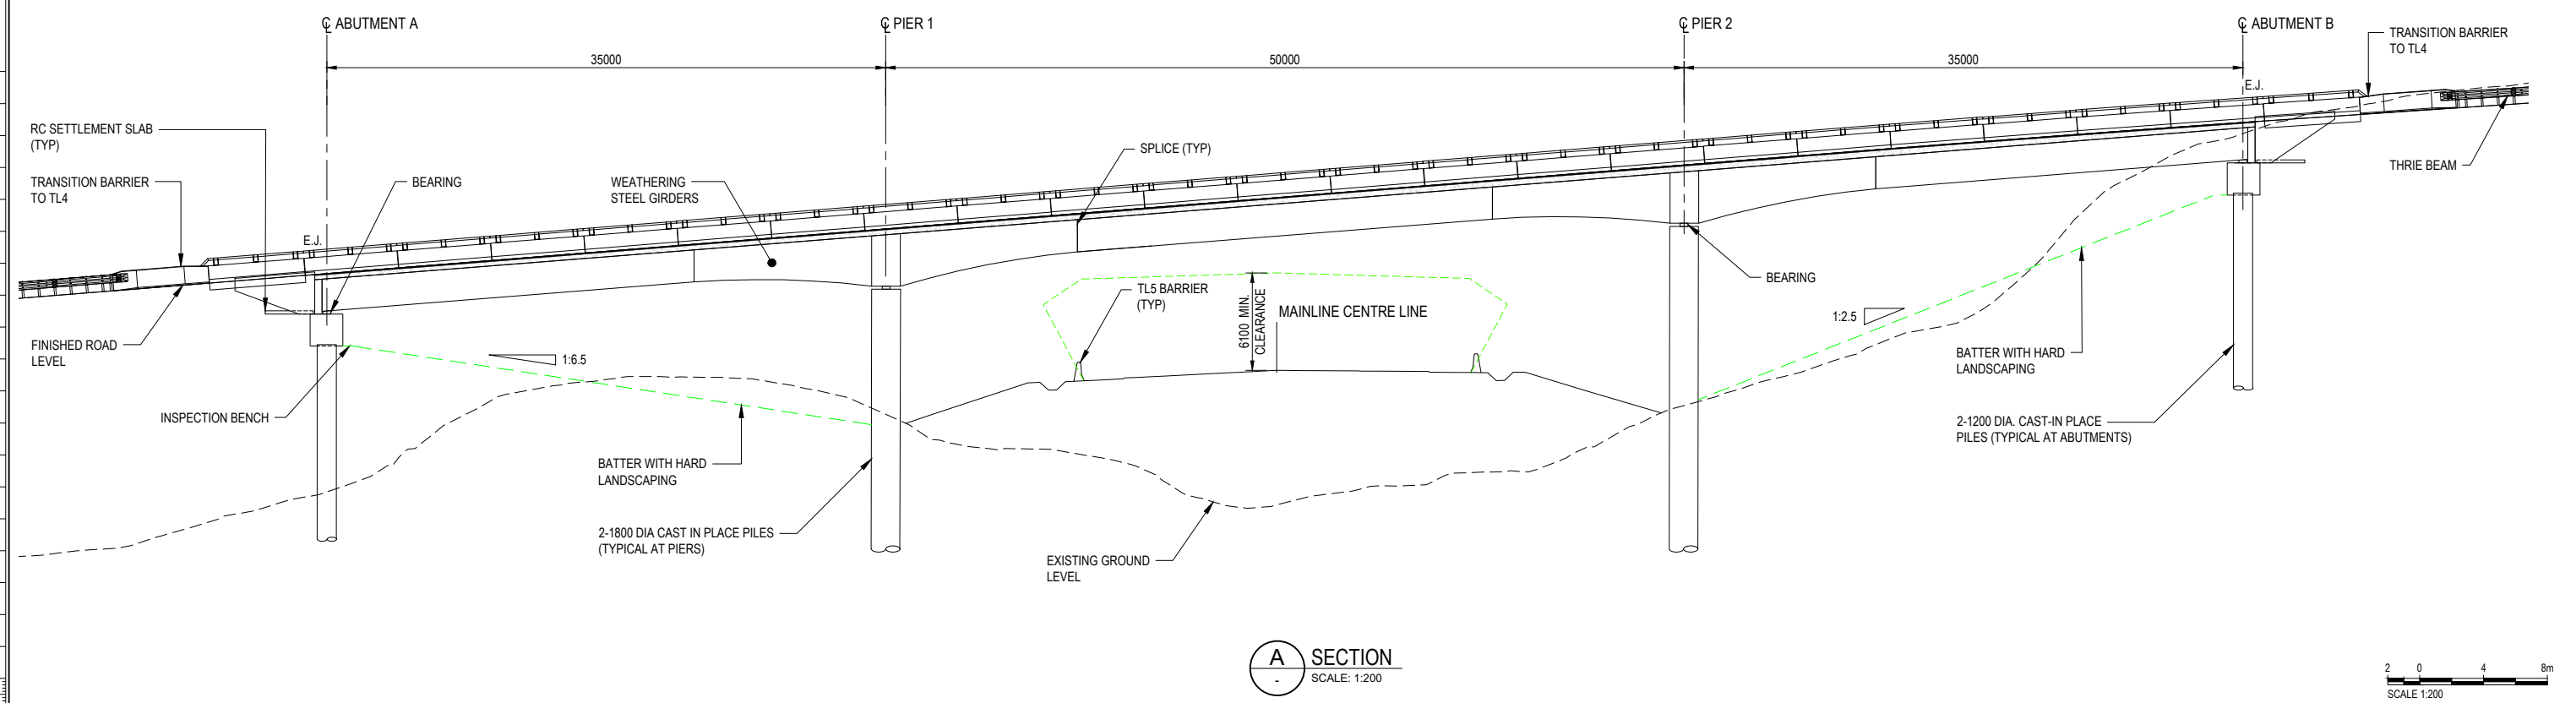 ℄ ABUTMENT A
℄ PIER 1
℄ PIER 2
℄ ABUTMENT B
TRANSITION BARRIER
TO TL4
35000
50000
35000
E.J.
RC SETTLEMENT SLAB
(TYP)
SPLICE (TYP)
THRIE BEAM
TRANSITION BARRIER
TO TL4
BEARING
WEATHERING
STEEL GIRDERS
E.J.
BEARING
TL5 BARRIER
(TYP)
6100 MIN.
CLEARANCE
MAINLINE CENTRE LINE
1:2.5
FINISHED ROAD
LEVEL
1:6.5
BATTER WITH HARD
LANDSCAPING
INSPECTION BENCH
2-1200 DIA. CAST-IN PLACE
PILES (TYPICAL AT ABUTMENTS)
BATTER WITH HARD
LANDSCAPING
2-1800 DIA CAST IN PLACE PILES
(TYPICAL AT PIERS)
EXISTING GROUND
LEVEL
A
-
SECTION
SCALE: 1:200
2 0 4 8m
SCALE 1:200